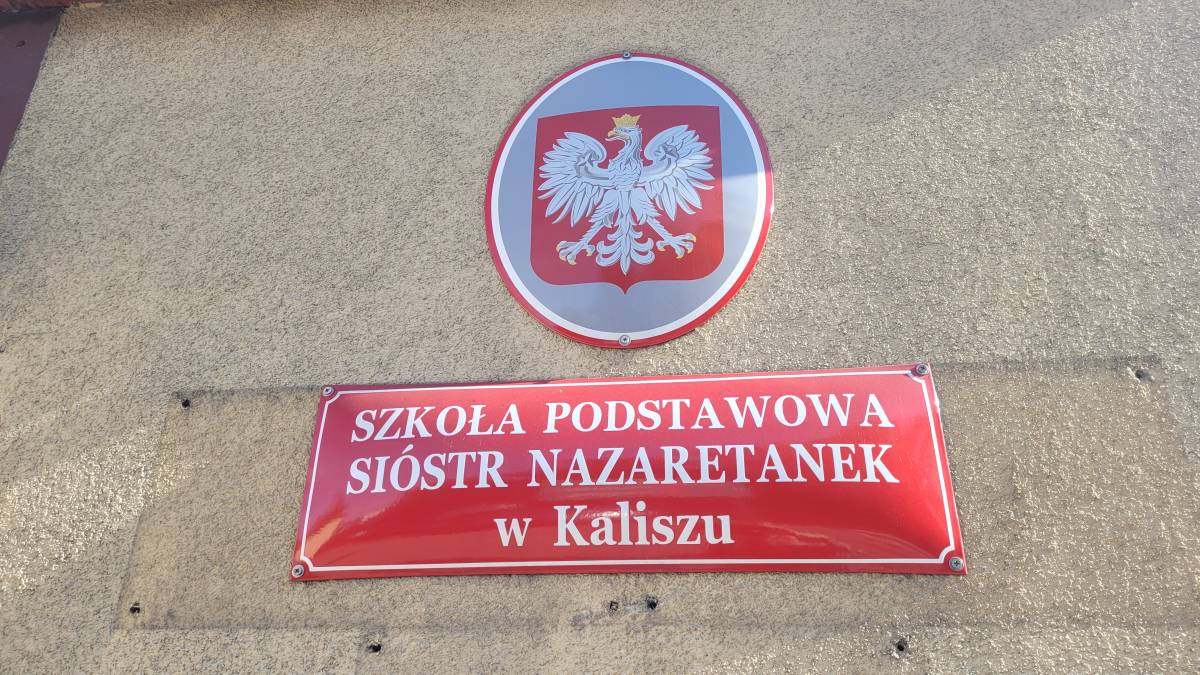 SZKOŁA PODSTAWOWA
SIÓSTR NAZARETANEK
w Kaliszu